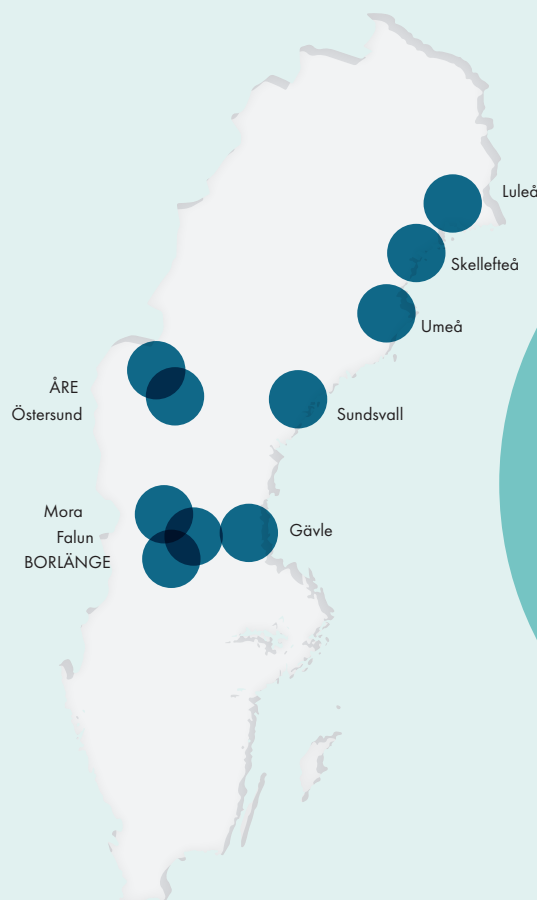 Luleå
Skellefteå
Umeå
ÅRE
Östersund
Sundsvall
Mora
Falun
BORLÄNGE
Gävle